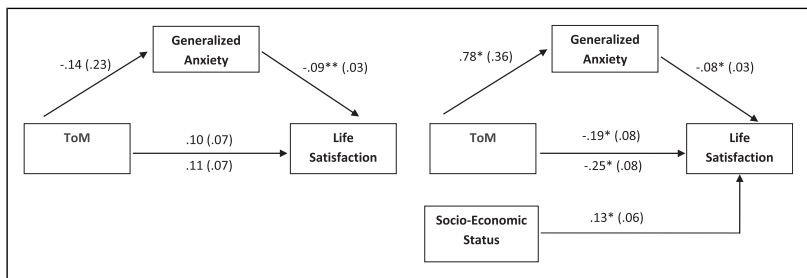 Generalized
Anxiety
-.14 (.23)
-.09** (.03)
ToM
.10 (.07)
.11 (.07)
Life
Satisfaction
Generalized
Anxiety
.78* (.36)
-.08* (.03)
ToM
-.19* (.08)
-.25* (.08)
Life
Satisfaction
Socio-Economic
Status
.13* (.06)